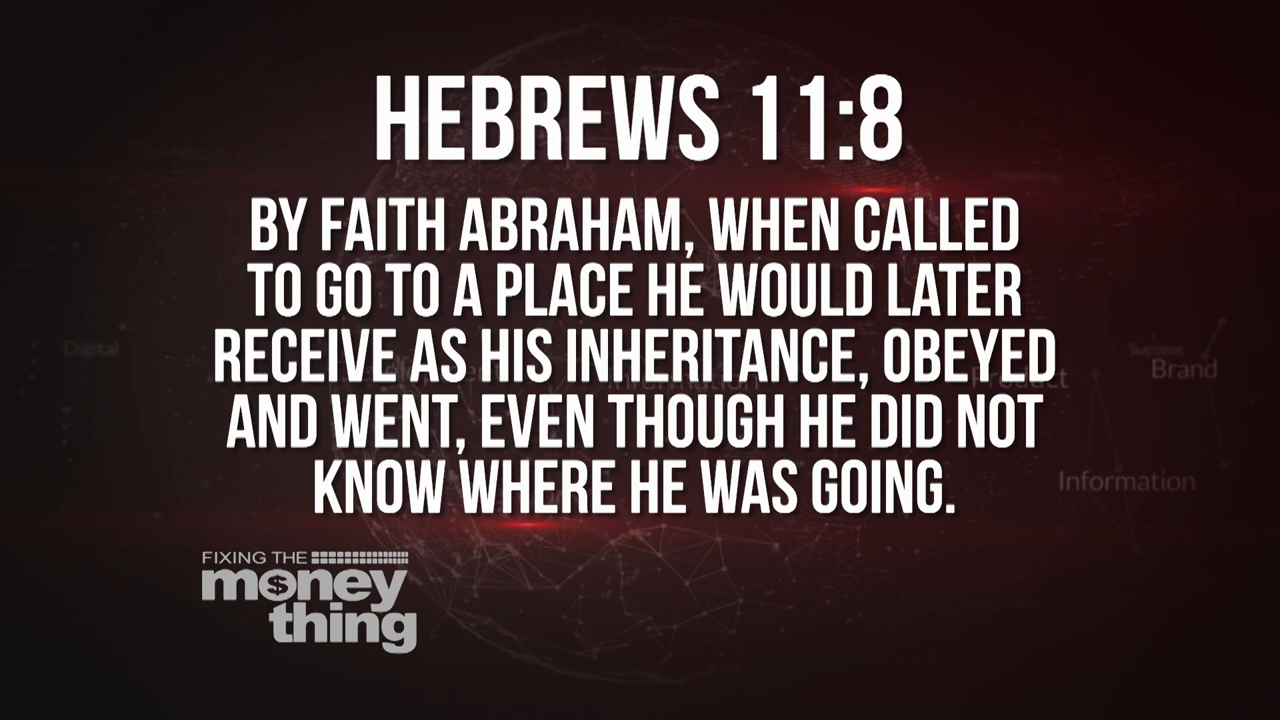 HEBREWS 11:8
BY FAITH ABRAHAM, WHEN CALLED
TO GO TO A PLACE HE WOULD LATER
RECEIVE AS HIS INHERITANCE, OBEYED
AND WENT, EVEN THOUGH HE DID NOT
KNOW WHERE HE WAS GOING.
Digital
Information
Product
Brand
Information
FIXING THE
money
thing